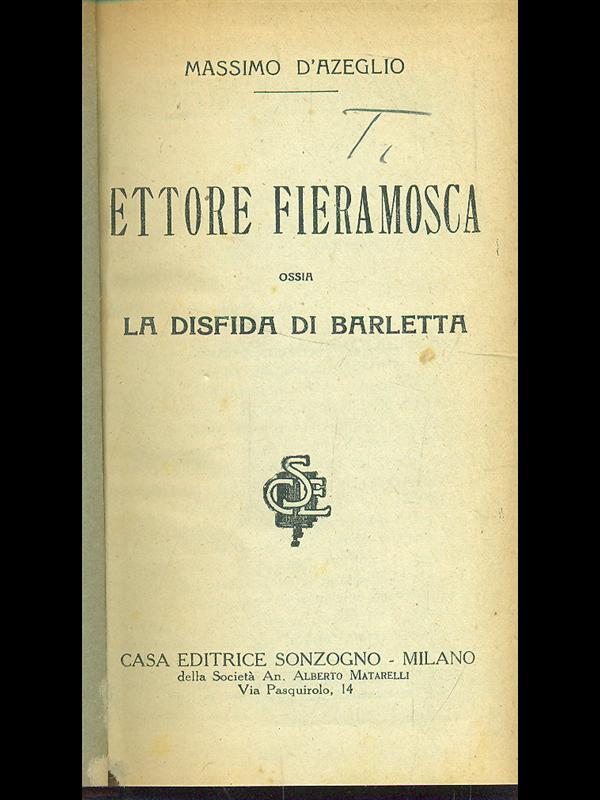 MASSIMO D'AZEGLIO
ETTORE FIERAMOSCA
OSSIA
LA DISFIDA DI BARLETTA
CASA EDITRICE SONZOGNO - MILANO
della Società An. ALBERTO MATARELLI
Via Pasquirolo, 14